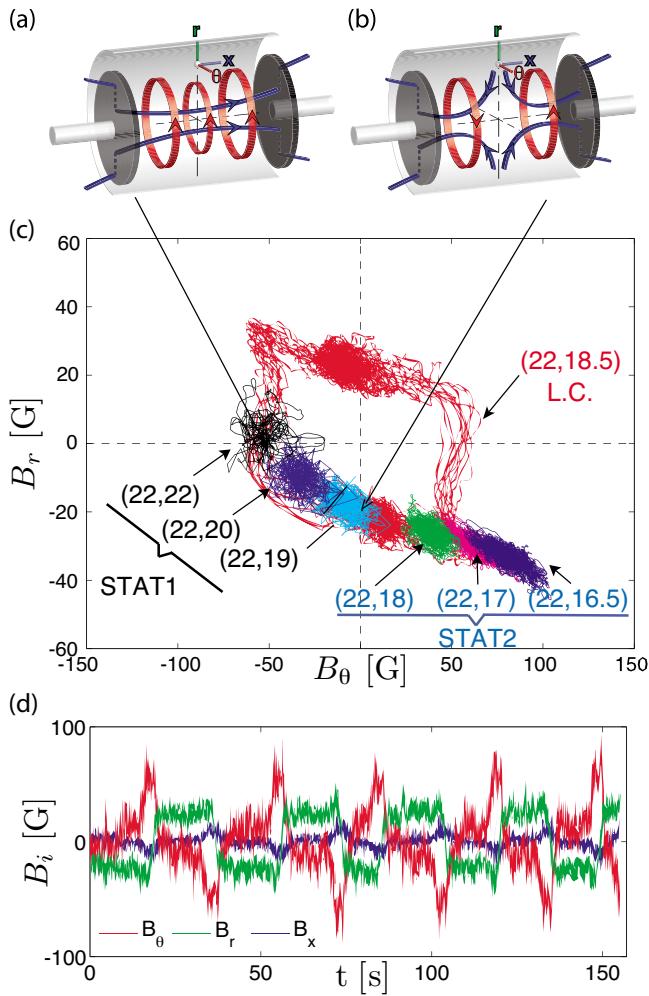 (a)
(b)
r
x
θ
r
x
θ
(c)
60
40
20
0
-20
-40
-60
B_r [G]
(22,18.5)
L.C.
(22,22)
(22,20)
(22,19)
STAT1
(22,18)
(22,17)
(22,16.5)
STAT2
-150
-100
-50
0
50
100
150
B_θ [G]
(d)
100
0
-100
B_i [G]
B_θ
B_r
B_x
0
50
100
150
t [s]